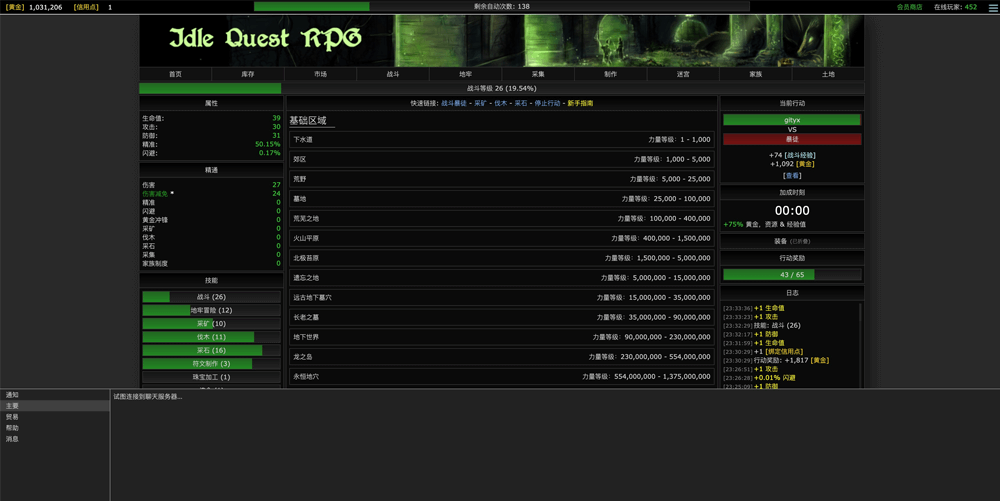 [黄金] 1,031,206 [信用点] 1 剩余自动次数: 138 会员商店 在线玩家: 452
Idle Quest RPG
首页 库存 市场 战斗 地牢 采集 制作 迷宫 家族 土地
战斗等级 26 (19.54%)
属性
生命值: 39
攻击: 30
防御: 31
精准: 50.15%
闪避: 0.17%
精通
伤害 27
伤害减免 * 24
精准 0
闪避 0
黄金冲锋 0
采矿 0
伐木 0
采石 0
采集 0
家族制度 0
技能
战斗 (26)
地牢冒险 (12)
采矿 (10)
伐木 (11)
采石 (16)
符文制作 (3)
珠宝加工 (1)
快速链接: 战斗暴徒 - 采矿 - 伐木 - 采石 - 停止行动 - 新手指南
基础区域
下水道 力量等级: 1 - 1,000
郊区 力量等级: 1,000 - 5,000
荒野 力量等级: 5,000 - 25,000
墓地 力量等级: 25,000 - 100,000
荒芜之地 力量等级: 100,000 - 400,000
火山平原 力量等级: 400,000 - 1,500,000
北极苔原 力量等级: 1,500,000 - 5,000,000
遗忘之地 力量等级: 5,000,000 - 15,000,000
远古地下墓穴 力量等级: 15,000,000 - 35,000,000
长老之墓 力量等级: 35,000,000 - 90,000,000
地下世界 力量等级: 90,000,000 - 230,000,000
龙之岛 力量等级: 230,000,000 - 554,000,000
永恒地穴 力量等级: 554,000,000 - 1,375,000,000
当前行动
gityx
VS
暴徒
+74 [战斗经验]
+1,092 [黄金]
[查看]
加成时刻
00:00
+75% 黄金, 资源 & 经验值
装备 (已折叠)
行动奖励
43 / 65
日志
[23:33:36] +1 生命值
[23:33:23] +1 攻击
[23:32:29] 技能: 战斗 (26)
[23:32:17] +1 防御
[23:31:59] +1 生命值
[23:30:29] +1 [绑定信用点]
[23:30:29] 行动奖励: +1,817 [黄金]
[23:26:51] +1 攻击
[23:26:28] +0.01% 闪避
[23:25:09] +1 防御
通知
主要
贸易
帮助
消息
试图连接到聊天服务器...